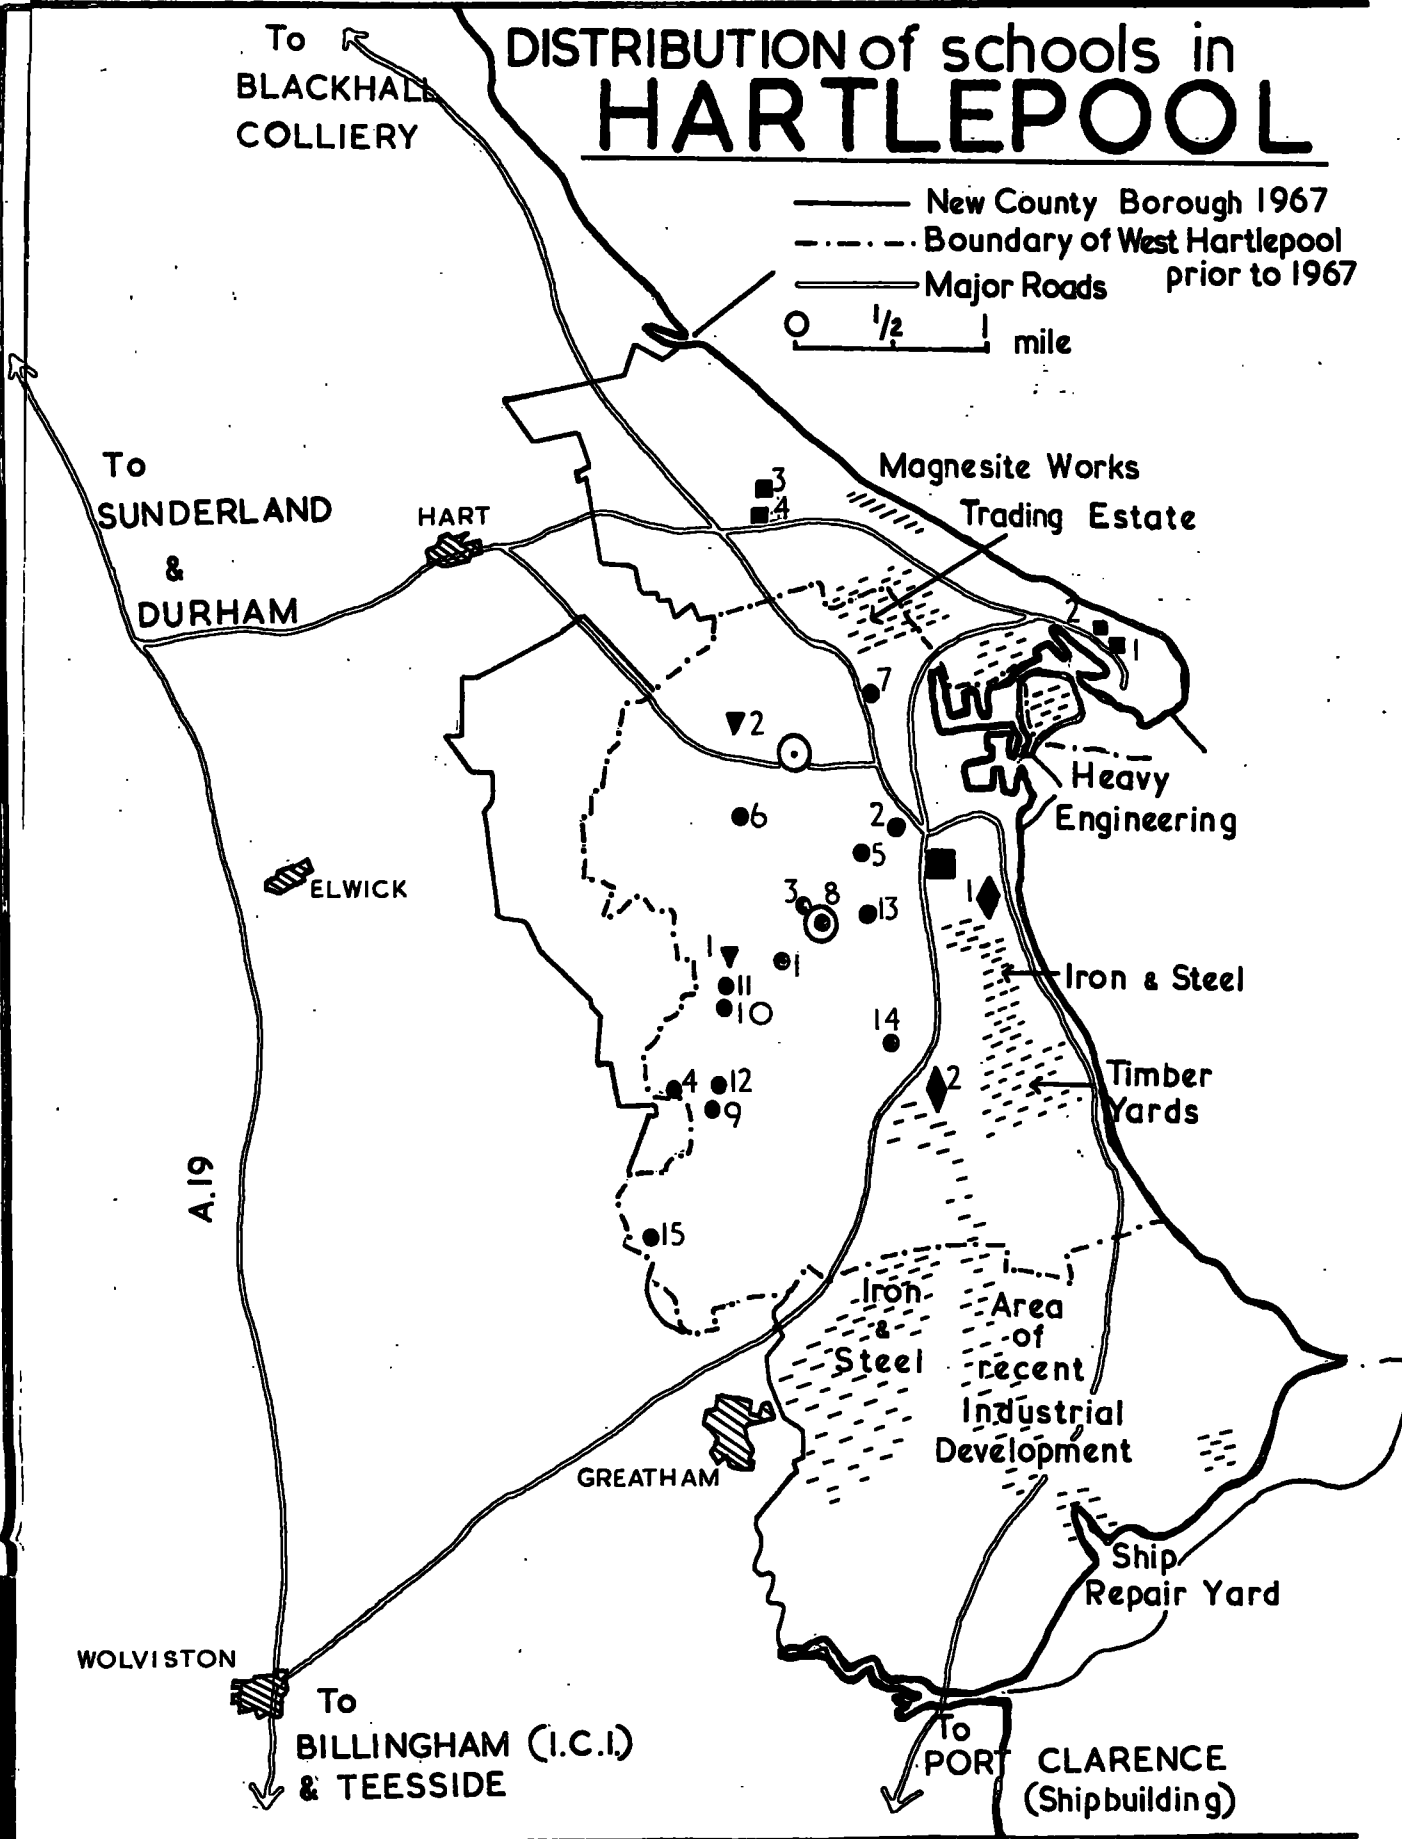 DISTRIBUTION of schools in
HARTLEPOOL
New County Borough 1967
Boundary of West Hartlepool
prior to 1967
Major Roads
0 1/2 1
mile
To
BLACKHALL
COLLIERY
To
SUNDERLAND
&
DURHAM
HART
Magnesite Works
Trading Estate
3
4
2
1
7
2
Heavy
Engineering
6
2
5
ELWICK
3
8
13
1
1
1
11
10
Iron & Steel
14
4
12
9
2
Timber
Yards
A.19
15
Iron
&
Steel
Area
of
recent
Industrial
Development
GREATHAM
Ship
Repair Yard
WOLVISTON
To
BILLINGHAM (I.C.I.)
& TEESSIDE
To
PORT CLARENCE
(Shipbuilding)